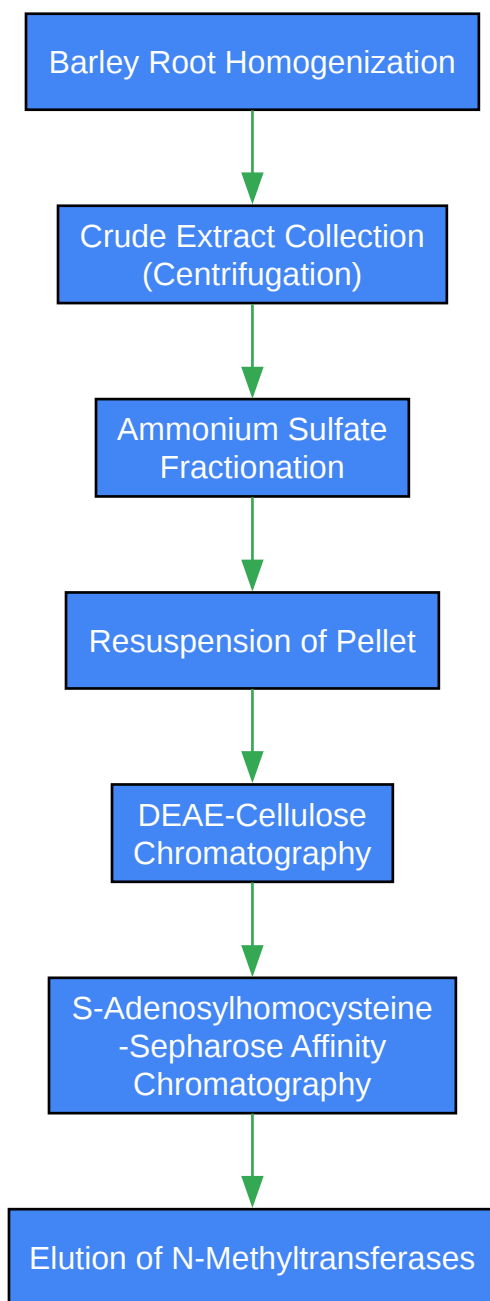 Barley Root Homogenization
Crude Extract Collection
(Centrifugation)
Ammonium Sulfate
Fractionation
Resuspension of Pellet
DEAE-Cellulose
Chromatography
S-Adenosylhomocysteine
-Sepharose Affinity
Chromatography
Elution of N-Methyltransferases